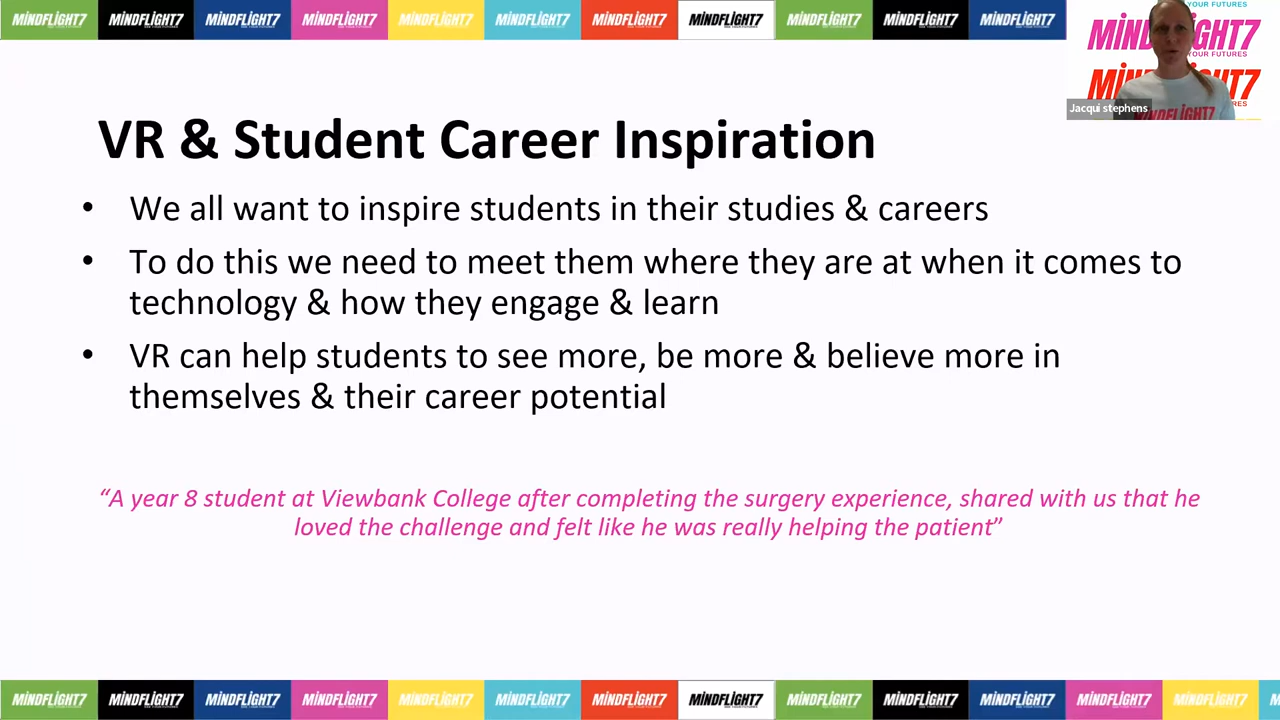 MINDFLIGHT7 MINDFLIGHT7 MINDFLIGHT7 MINDFLIGHT7 MINDFLIGHT7 MINDFLIGHT7 MINDFLIGHT7 MINDFLIGHT7 MINDFLIGHT7 MINDFLIGHT7 MINDFLIGHT7
YOUR FUTURES
YOUR FUTURES
Jacqui stephens
MINDFLIGHT7
VR & Student Career Inspiration
• We all want to inspire students in their studies & careers
• To do this we need to meet them where they are at when it comes to
technology & how they engage & learn
• VR can help students to see more, be more & believe more in
themselves & their career potential
“A year 8 student at Viewbank College after completing the surgery experience, shared with us that he
loved the challenge and felt like he was really helping the patient”
MINDFLIGHT7 MINDFLIGHT7 MINDFLIGHT7 MINDFLIGHT7 MINDFLIGHT7 MINDFLIGHT7 MINDFLIGHT7 MINDFLIGHT7 MINDFLIGHT7 MINDFLIGHT7 MINDFLIGHT7 MINDFLIGHT7 MINDFLIGHT7